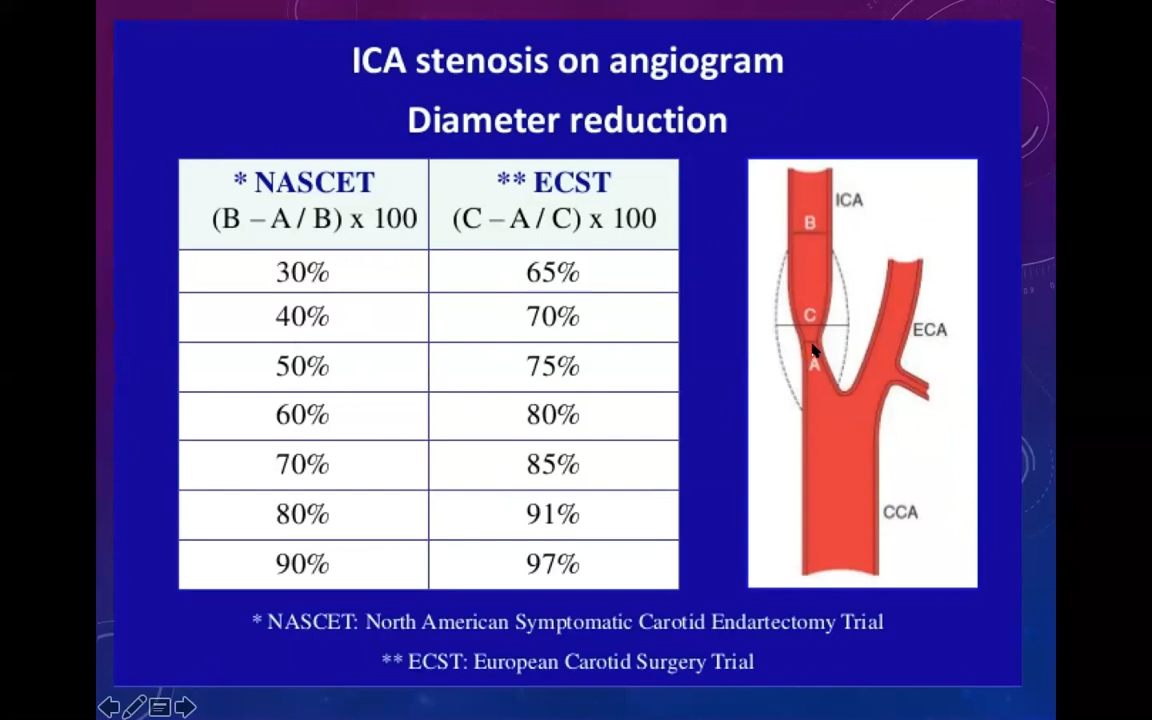 ICA stenosis on angiogram
Diameter reduction
* NASCET
(B – A / B) x 100
** ECST
(C – A / C) x 100
30% 65%
40% 70%
50% 75%
60% 80%
70% 85%
80% 91%
90% 97%
ICA
B
C
ECA
A
CCA
* NASCET: North American Symptomatic Carotid Endartectomy Trial
** ECST: European Carotid Surgery Trial